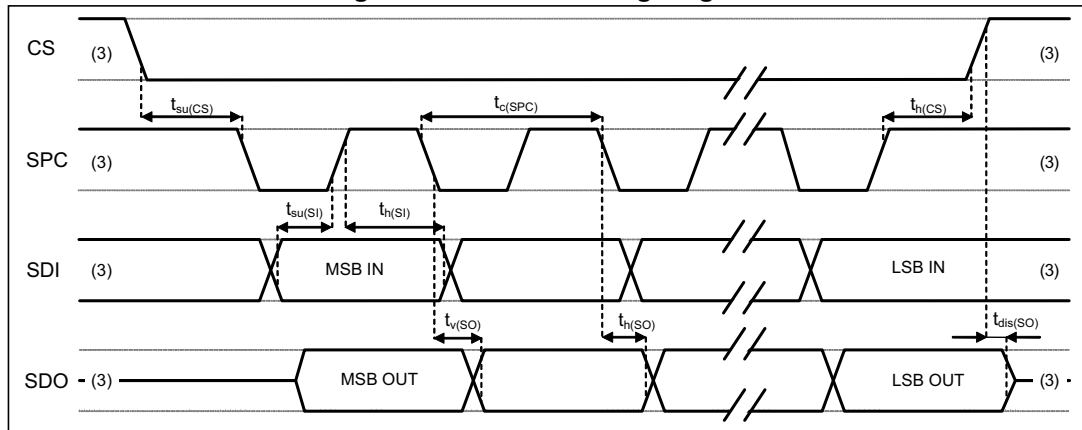 CS (3) (3)
t_su(CS) t_c(SPC) t_h(CS)
SPC (3) (3)
t_su(SI) t_h(SI)
SDI (3) MSB IN LSB IN (3)
t_v(SO) t_h(SO) t_dis(SO)
SDO (3) MSB OUT LSB OUT (3)